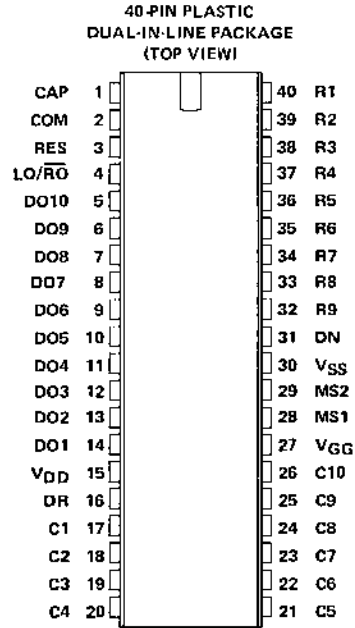 40-PIN PLASTIC
DUAL-IN-LINE PACKAGE
(TOP VIEW)
CAP 1 40 R1
COM 2 39 R2
RES 3 38 R3
LO/R̅O̅ 4 37 R4
DO10 5 36 R5
DO9 6 35 R6
DO8 7 34 R7
DO7 8 33 R8
DO6 9 32 R9
DO5 10 31 DN
DO4 11 30 VSS
DO3 12 29 MS2
DO2 13 28 MS1
DO1 14 27 VGG
VDD 15 26 C10
DR 16 25 C9
C1 17 24 C8
C2 18 23 C7
C3 19 22 C6
C4 20 21 C5